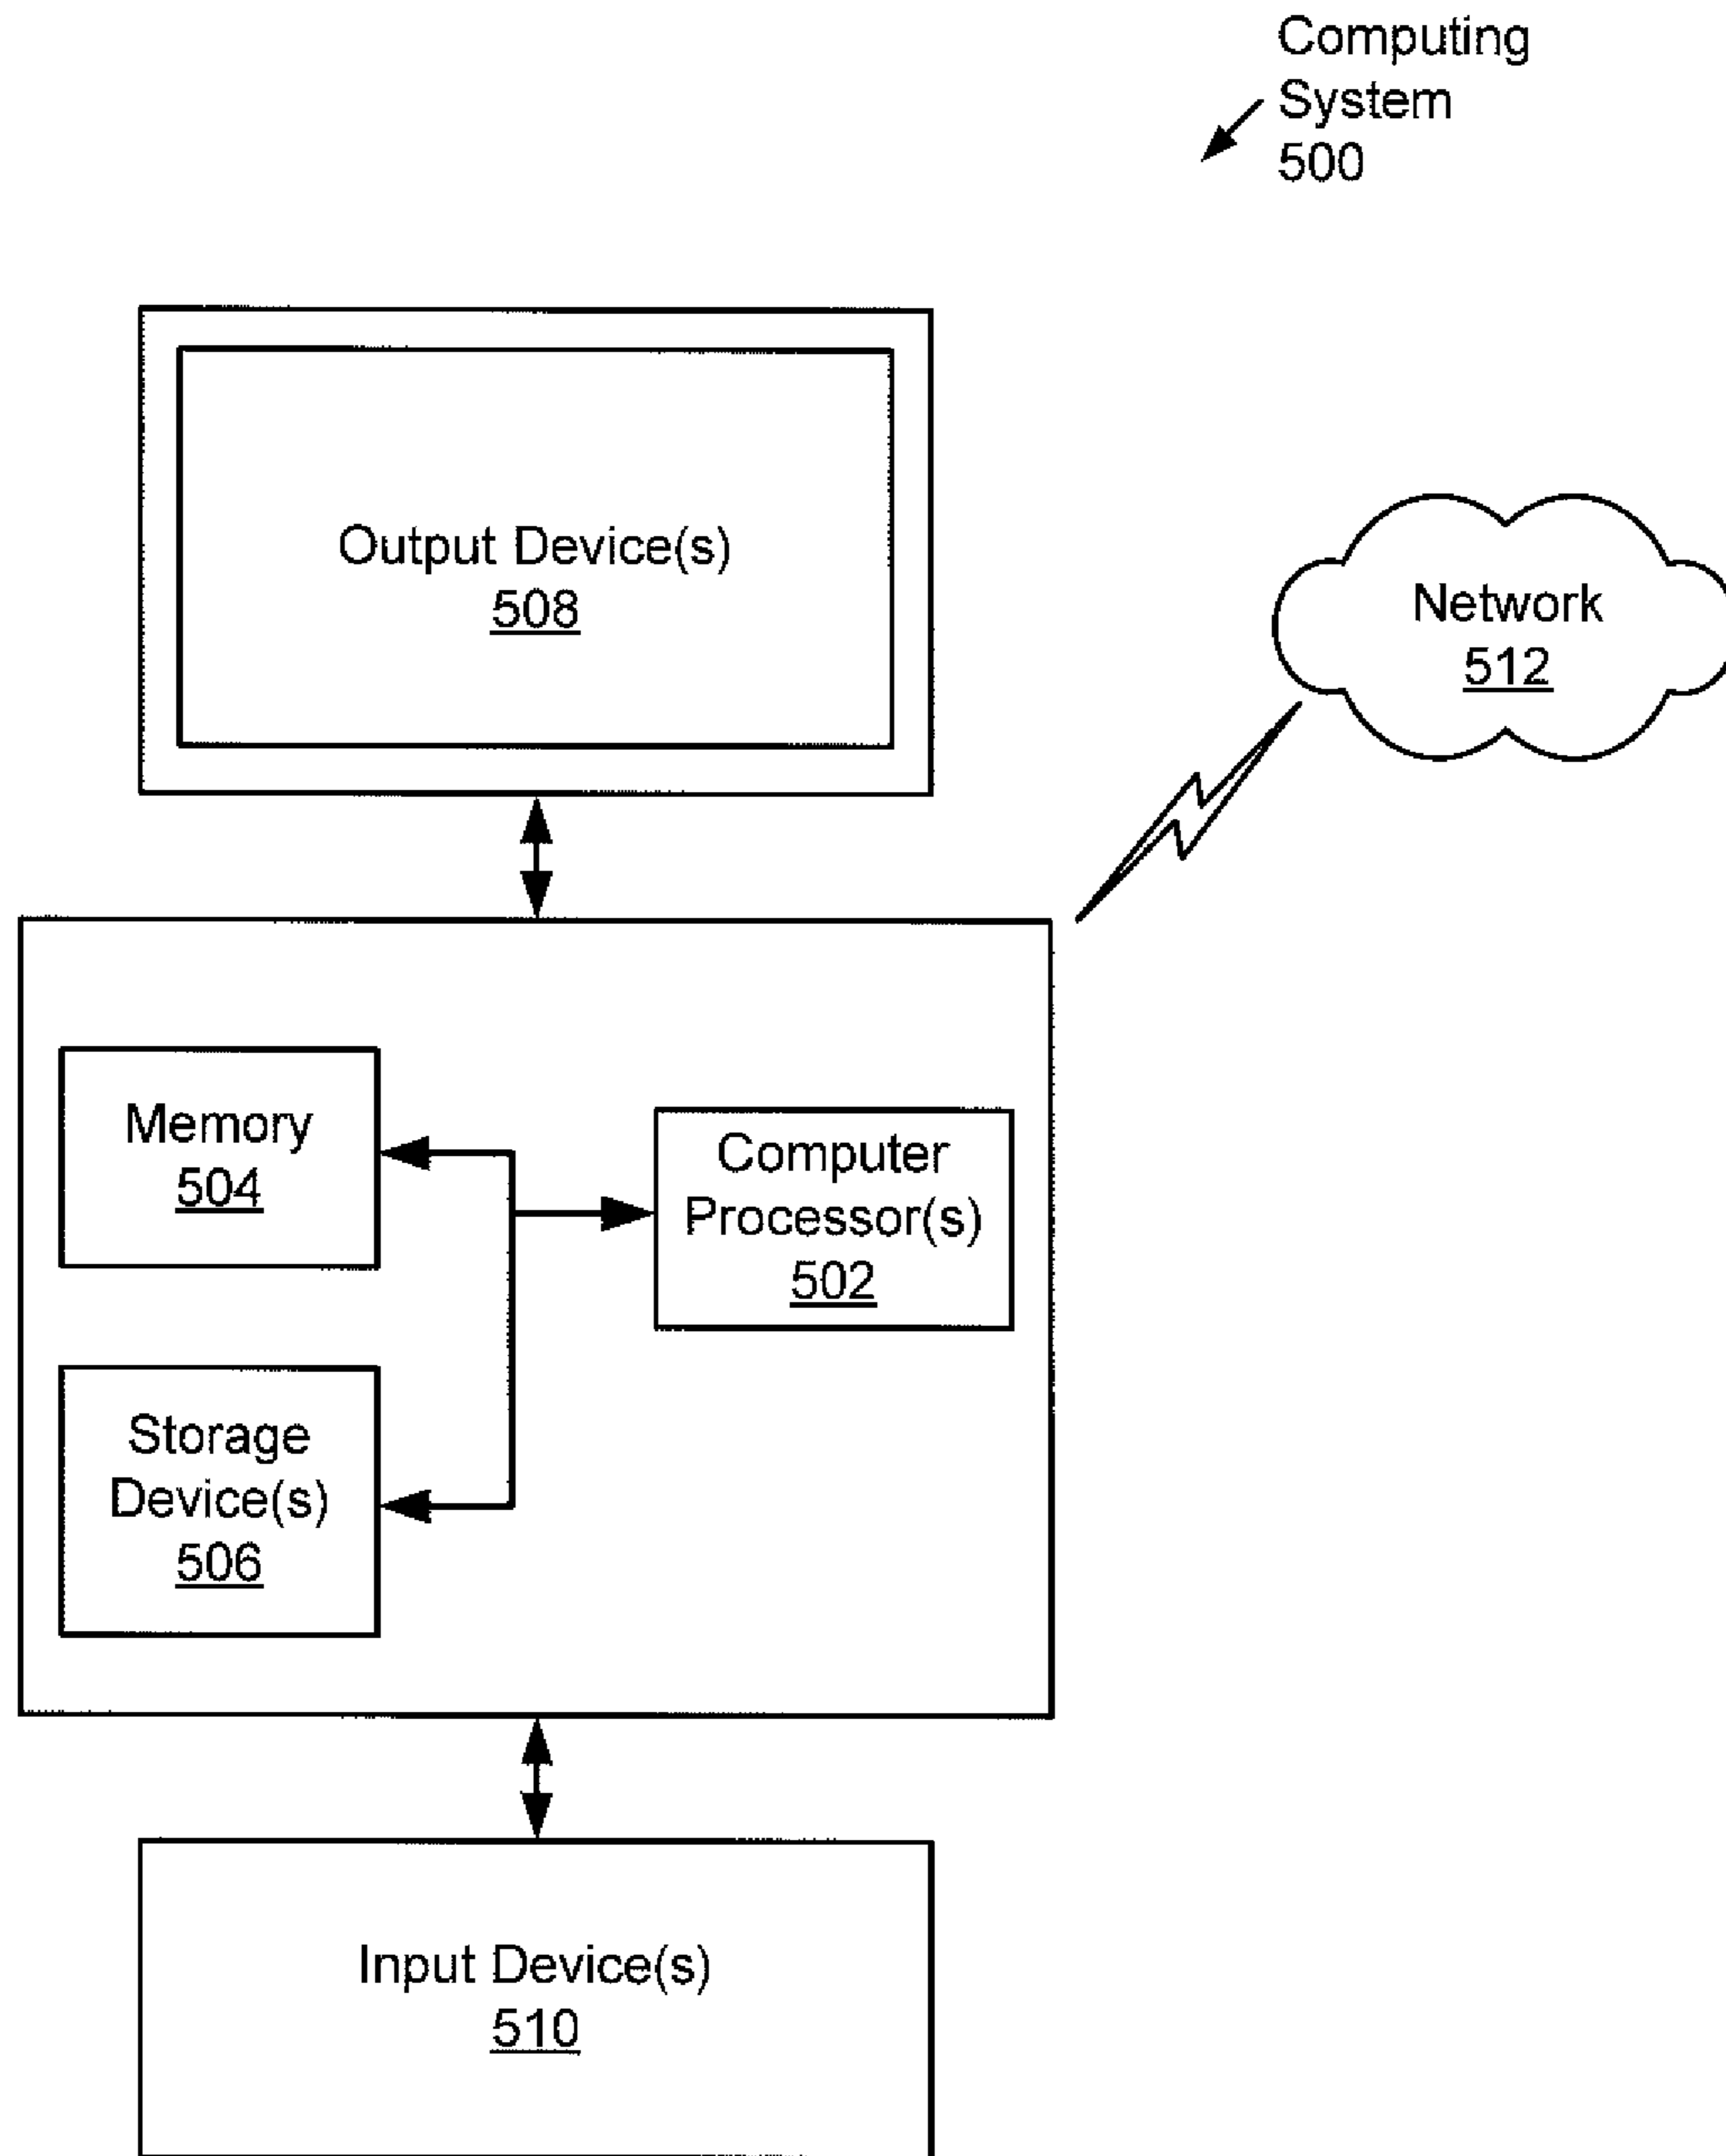 Computing
System
500
Output Device(s)
508
Network
512
Memory
504
Computer
Processor(s)
502
Storage
Device(s)
506
Input Device(s)
510